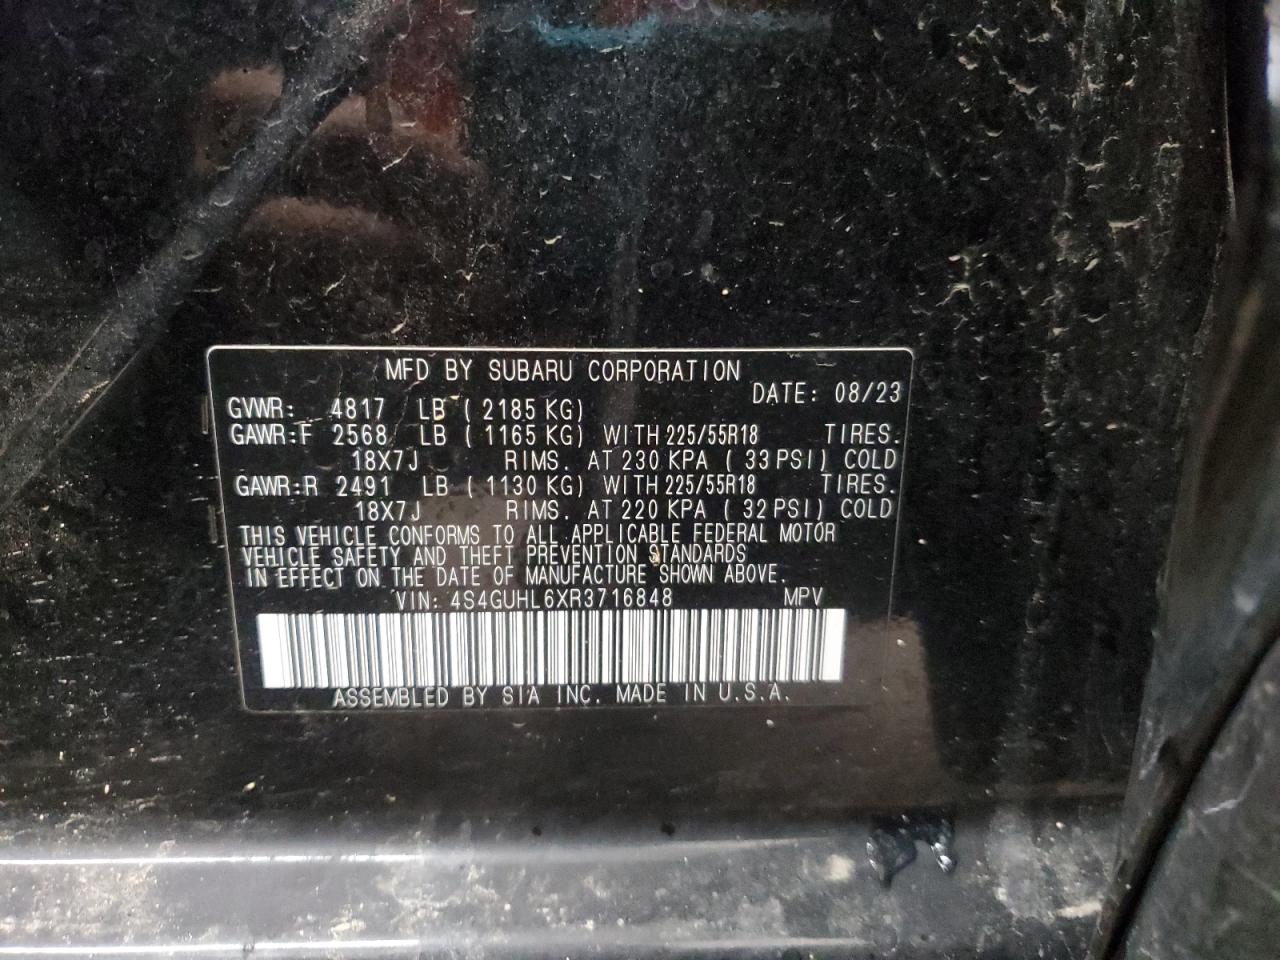 MFD BY SUBARU CORPORATION
DATE: 08/23
GVWR: 4817 LB ( 2185 KG)
GAWR:F 2568 LB ( 1165 KG) WITH 225/55R18 TIRES.
18X7J RIMS. AT 230 KPA ( 33 PSI) COLD
GAWR:R 2491 LB ( 1130 KG) WITH 225/55R18 TIRES.
18X7J RIMS. AT 220 KPA ( 32 PSI) COLD
THIS VEHICLE CONFORMS TO ALL APPLICABLE FEDERAL MOTOR
VEHICLE SAFETY AND THEFT PREVENTION STANDARDS
IN EFFECT ON THE DATE OF MANUFACTURE SHOWN ABOVE.
VIN: 4S4GUHL6XR3716848 MPV
ASSEMBLED BY SIA INC. MADE IN U.S.A.